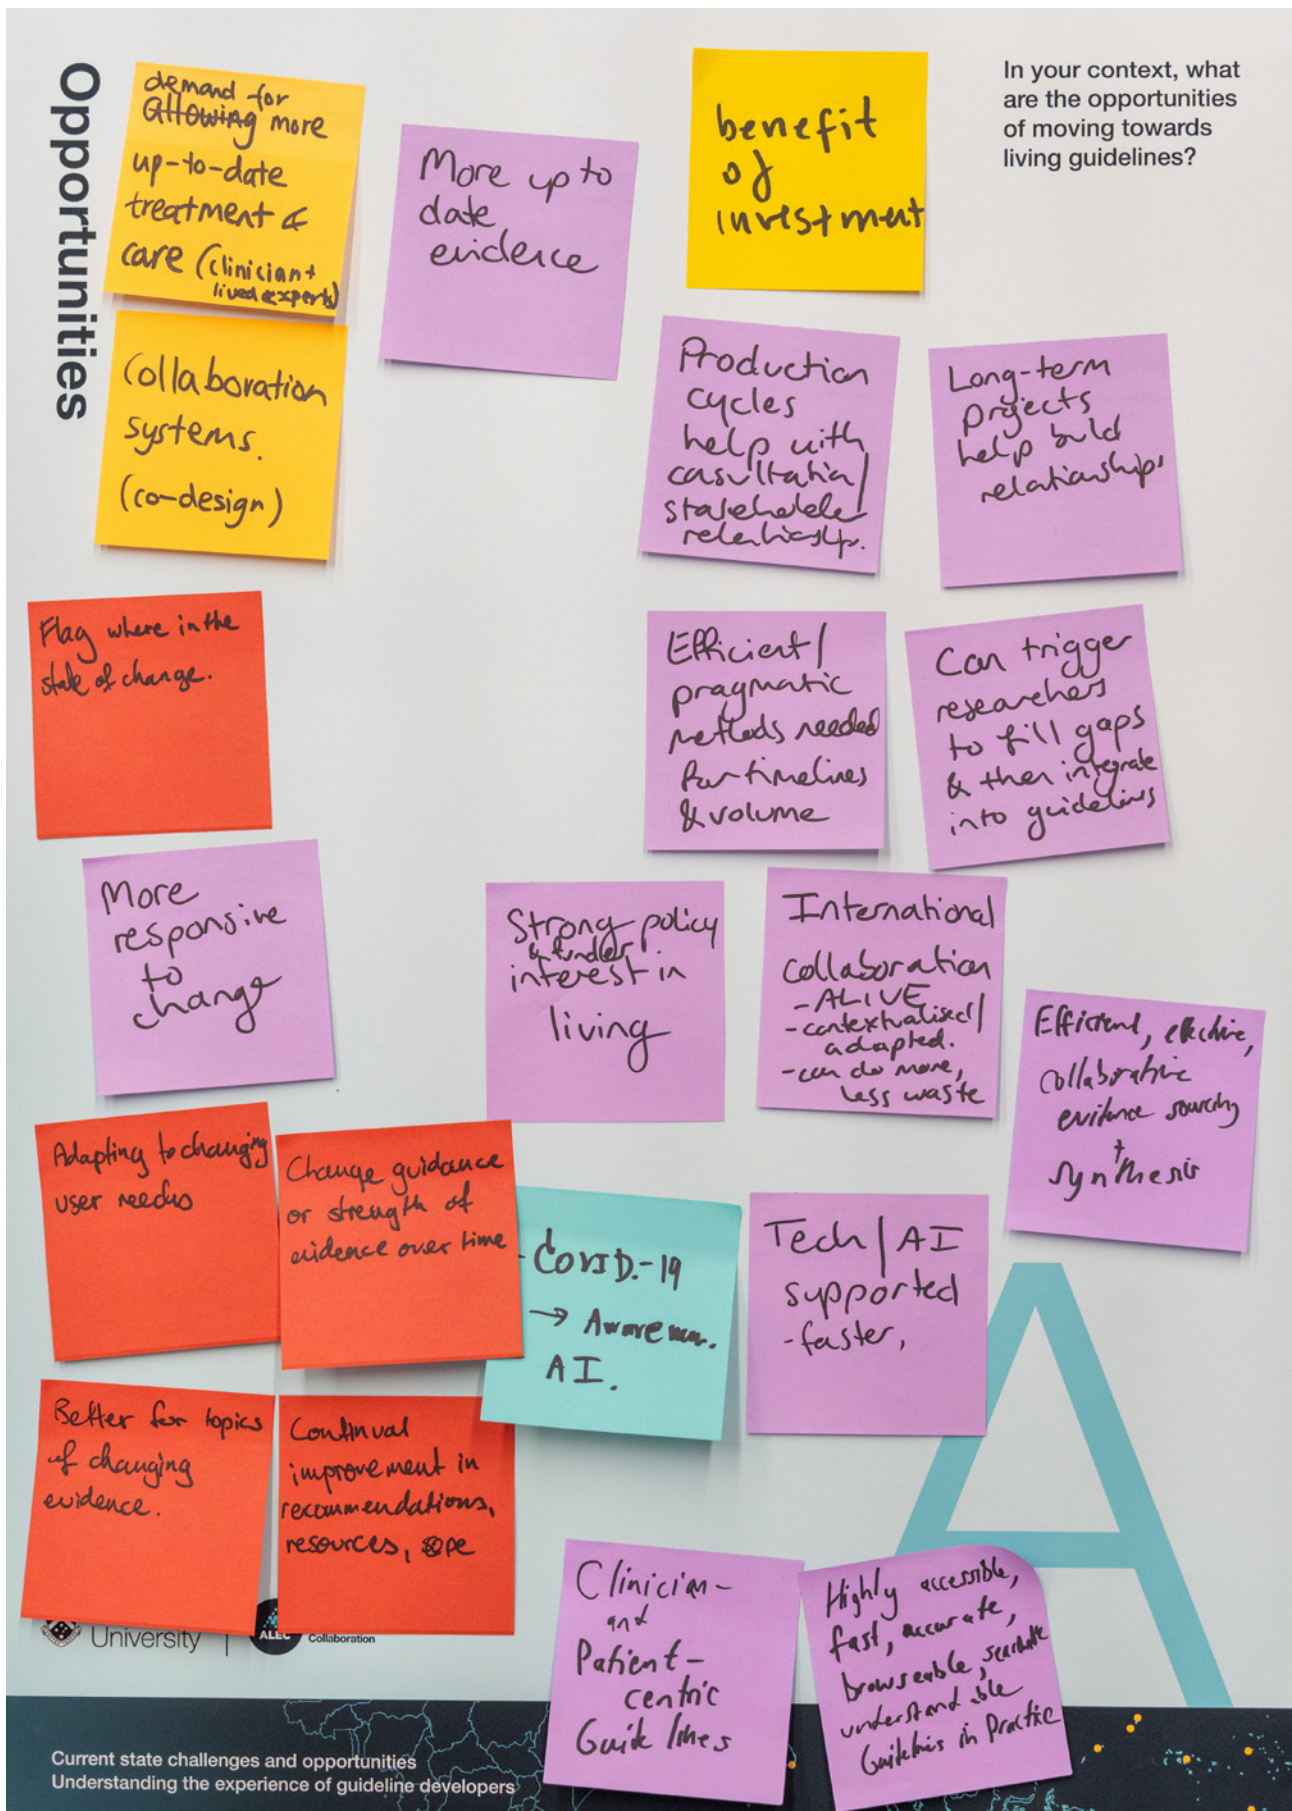 Opportunities
In your context, what
are the opportunities
of moving towards
living guidelines?
demand for
allowing more
up-to-date
treatment &
care (clinician +
lived experts)
More up to
date
evidence
benefit
of
investment
Collaboration
systems.
(co-design)
Production
cycles
help with
consultation/
stakeholder
relationship.
Long-term
projects
help build
relationships
Flag where in the
state of change.
Efficient/
pragmatic
methods needed
for timelines
& volume
Can trigger
researchers
to fill gaps
& then integrate
into guidelines
More
responsive
to
change
Strong policy
& funder
interest in
living
International
collaboration
- ALIVE
- contextualised/
adapted.
- can do more,
less waste
Efficient, effective,
collaborative
evidence sourcing
+
synthesis
Adapting to changing
user needs
Change guidance
or strength of
evidence over time
- COVID-19
→
AI.
Tech/AI
supported
- faster,
Better for topics
of changing
evidence.
Continual
improvement in
recommendations,
resources, scope
Clinician-
and
Patient-
centric
Guidelines
Highly accessible,
fast, accurate,
browseable, searchable
understandable
Guidelines in Practice
University
ALEC
Collaboration
Current state challenges and opportunities
Understanding the experience of guideline developers